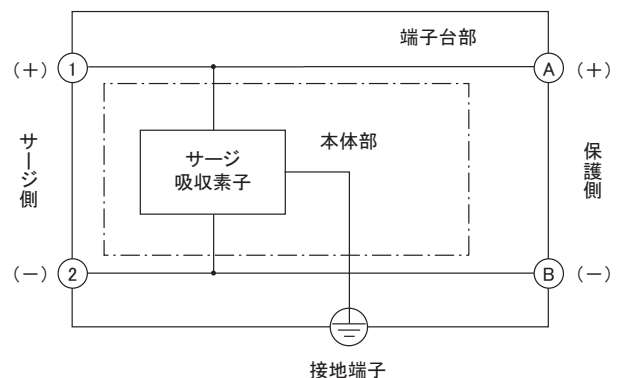 端子台部
(+) 1
A (+)
本体部
サージ
吸収素子
サージ側
保護側
(−) 2
B (−)
接地端子